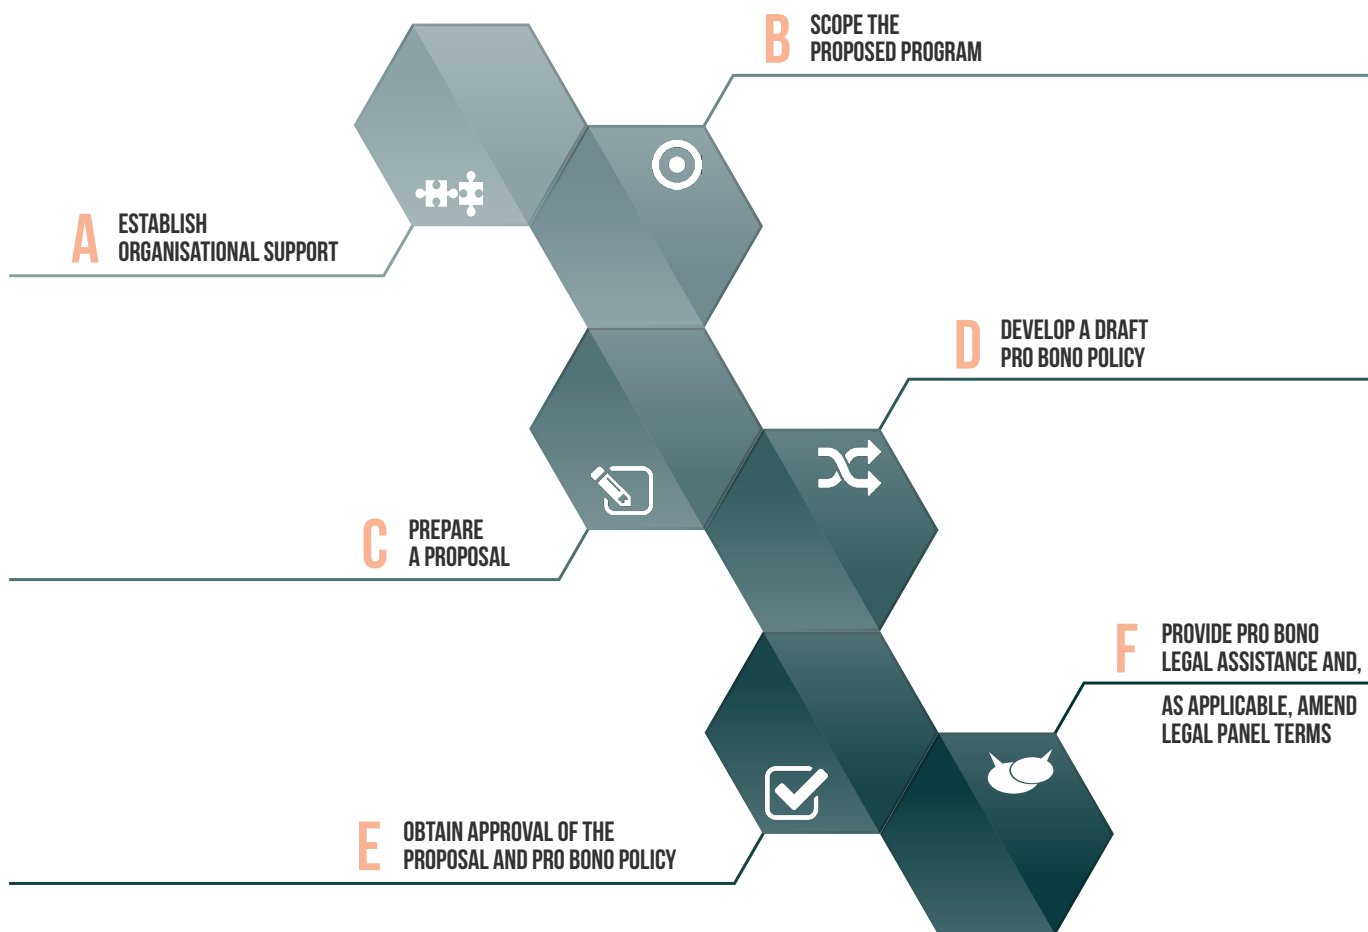 A
ESTABLISH
ORGANISATIONAL SUPPORT
B
SCOPE THE
PROPOSED PROGRAM
C
PREPARE
A PROPOSAL
D
DEVELOP A DRAFT
PRO BONO POLICY
E
OBTAIN APPROVAL OF THE
PROPOSAL AND PRO BONO POLICY
F
PROVIDE PRO BONO
LEGAL ASSISTANCE AND,
AS APPLICABLE, AMEND
LEGAL PANEL TERMS